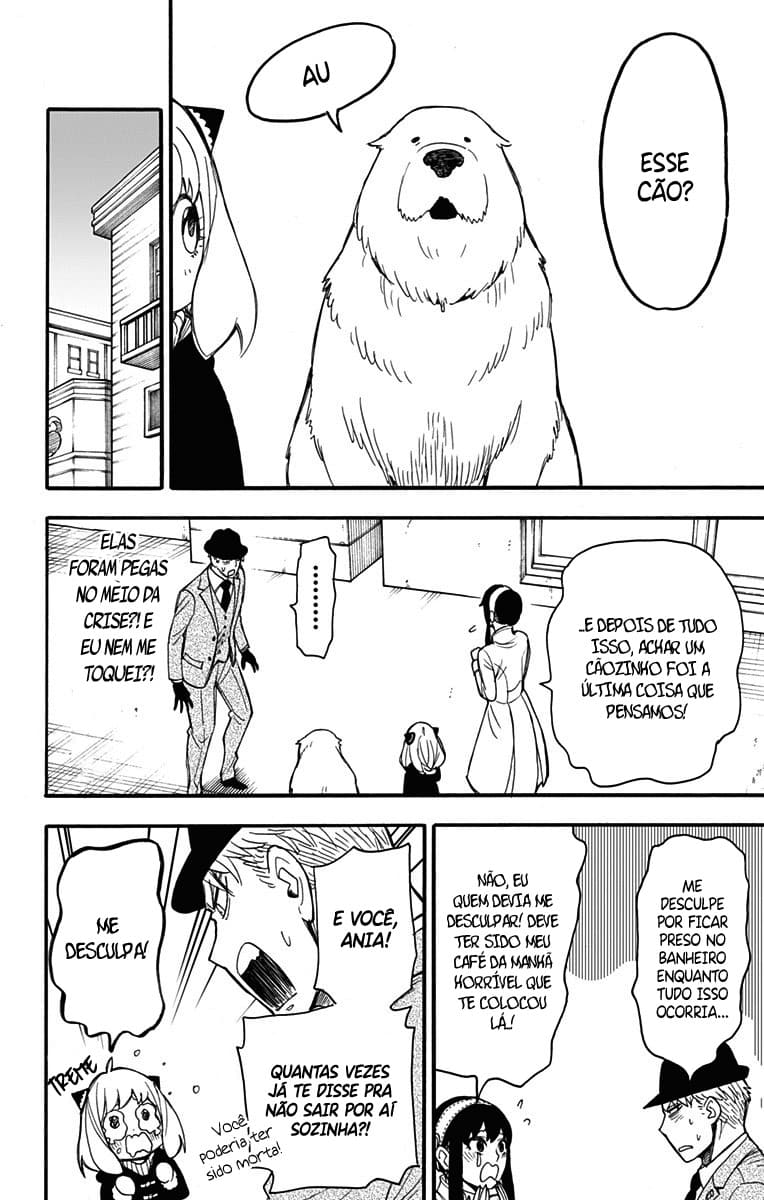 ESSE
CÃO?
AU
..E DEPOIS DE TUDO
ISSO, ACHAR UM
CÃOZINHO FOI A
ÚLTIMA COISA QUE
PENSAMOS!
........
ELAS
FORAM PEGAS
NO MEIO DA
CRISE?! E
EU NEM ME
TOQUEI?!
ME
DESCULPE
POR FICAR
PRESO NO
BANHEIRO
ENQUANTO
TUDO ISSO
OCORRIA...
NÃO, EU
QUEM DEVIA ME
DESCULPAR! DEVE
TER SIDO MEU
CAFÉ DA MANHÃ
HORRÍVEL QUE
TE COLOCOU
LÁ..!
E VOCÊ,
ANIA!
QUANTAS VEZES
JÁ TE DISSE PRA
NÃO SAIR POR AÍ
SOZINHA?!
Você
poderia ter
sido morta!
ME
DESCULPA!
TREME